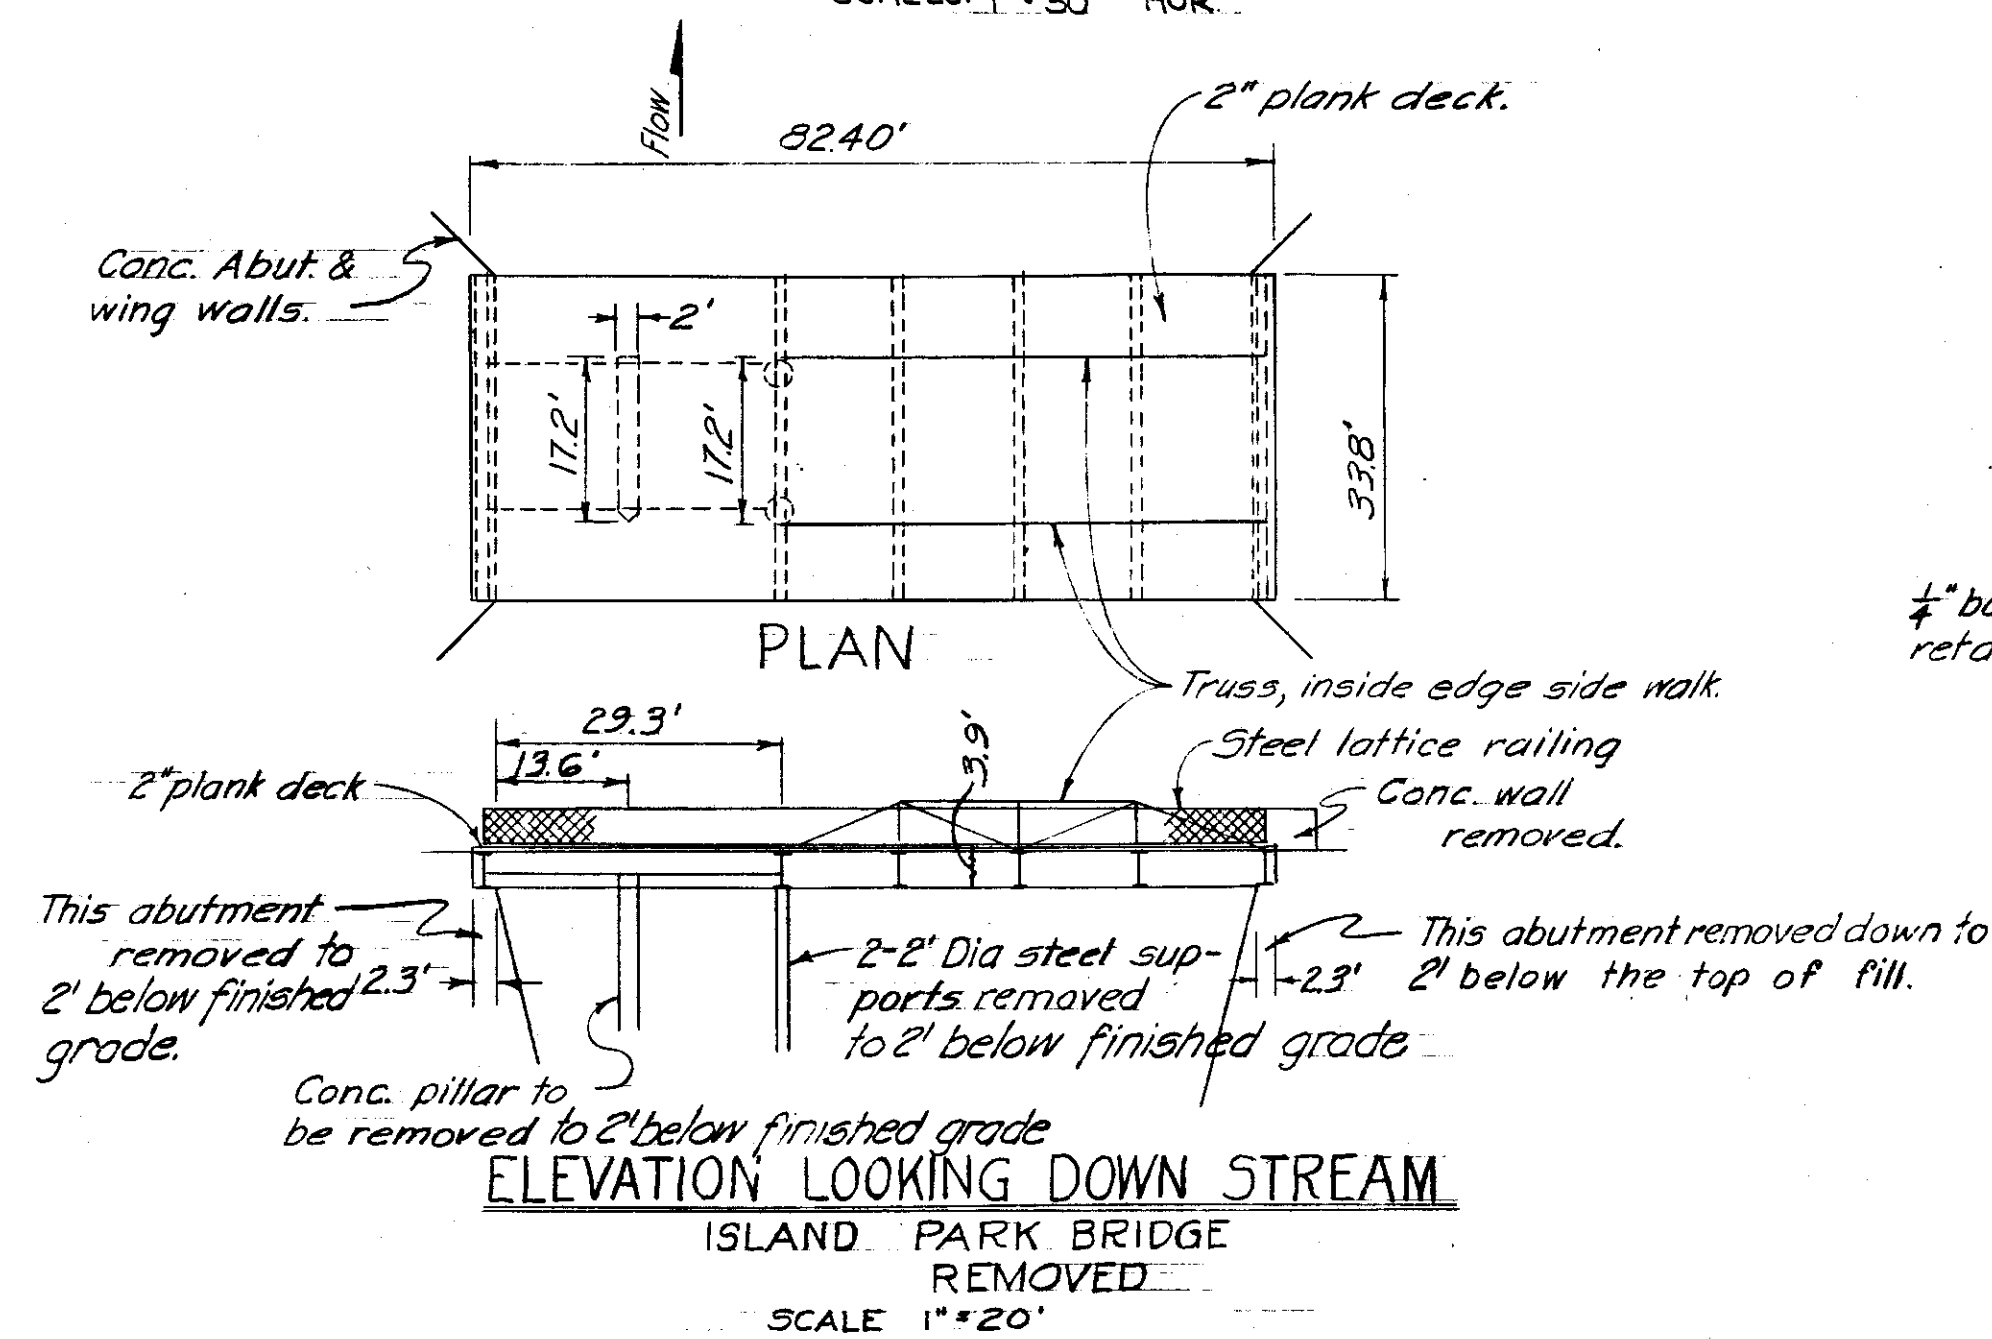 Flow
82.40'
2" plank deck.
Conc. Abut. &
wing walls.
2'
17.2'
17.2'
33.8'
PLAN
Truss, inside edge side walk.
29.3'
13.6'
3.9'
Steel lattice railing
2" plank deck
Conc. wall
removed.
This abutment
removed to
2' below finished
grade.
2.3'
2-2' Dia steel sup-
ports removed
to 2' below finished grade
2.3'
This abutment removed down to
2' below the top of fill.
Conc. pillar to
be removed to 2' below finished grade
ELEVATION LOOKING DOWN STREAM
ISLAND PARK BRIDGE
REMOVED
SCALE 1" = 20'
1/4"